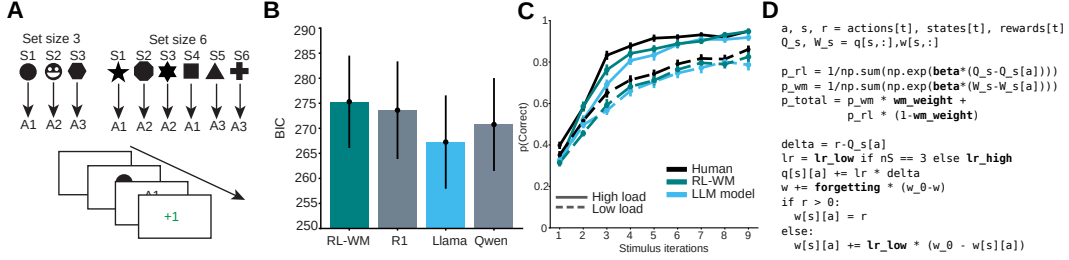 A
Set size 3
Set size 6
S1 S2 S3
S1 S2 S3 S4 S5 S6
A1 A2 A3
A1 A2 A2 A1 A3 A3
+1
B
BIC
290
285
280
275
270
265
260
255
250
RL-WM R1 Llama Qwen
C
p(Correct)
1
0.8
0.6
0.4
0.2
0
Human
RL-WM
LLM model
High load
Low load
1 2 3 4 5 6 7 8 9
Stimulus iterations
D
a, s, r = actions[t], states[t], rewards[t]
Q_s, W_s = q[s,:],w[s,:]
p_rl = 1/np.sum(np.exp(beta*(Q_s-Q_s[a])))
p_wm = 1/np.sum(np.exp(beta*(W_s-W_s[a])))
p_total = p_wm * wm_weight +
p_rl * (1-wm_weight)
delta = r-Q_s[a]
lr = lr_low if nS == 3 else lr_high
q[s][a] += lr * delta
w += forgetting * (w_0-w)
if r > 0:
w[s][a] = r
else:
w[s][a] += lr_low * (w_0 - w[s][a])